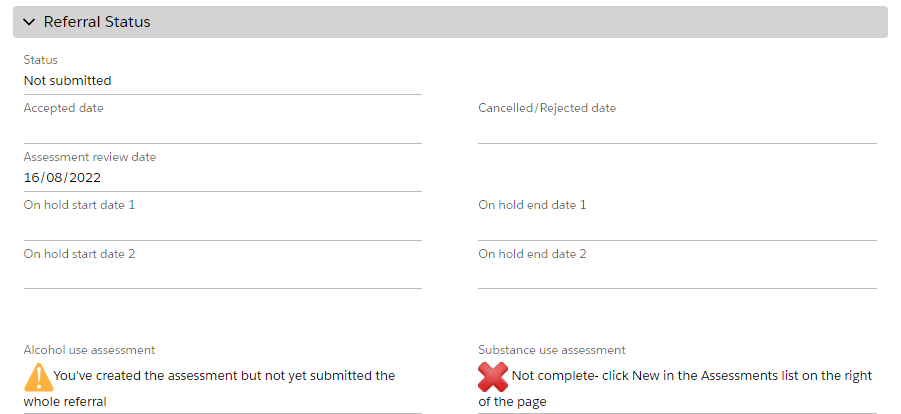 Referral Status
Status
Not submitted
Accepted date
Cancelled/Rejected date
Assessment review date
16/08/2022
On hold start date 1
On hold end date 1
On hold start date 2
On hold end date 2
Alcohol use assessment
You've created the assessment but not yet submitted the
whole referral
Substance use assessment
Not complete- click New in the Assessments list on the right
of the page